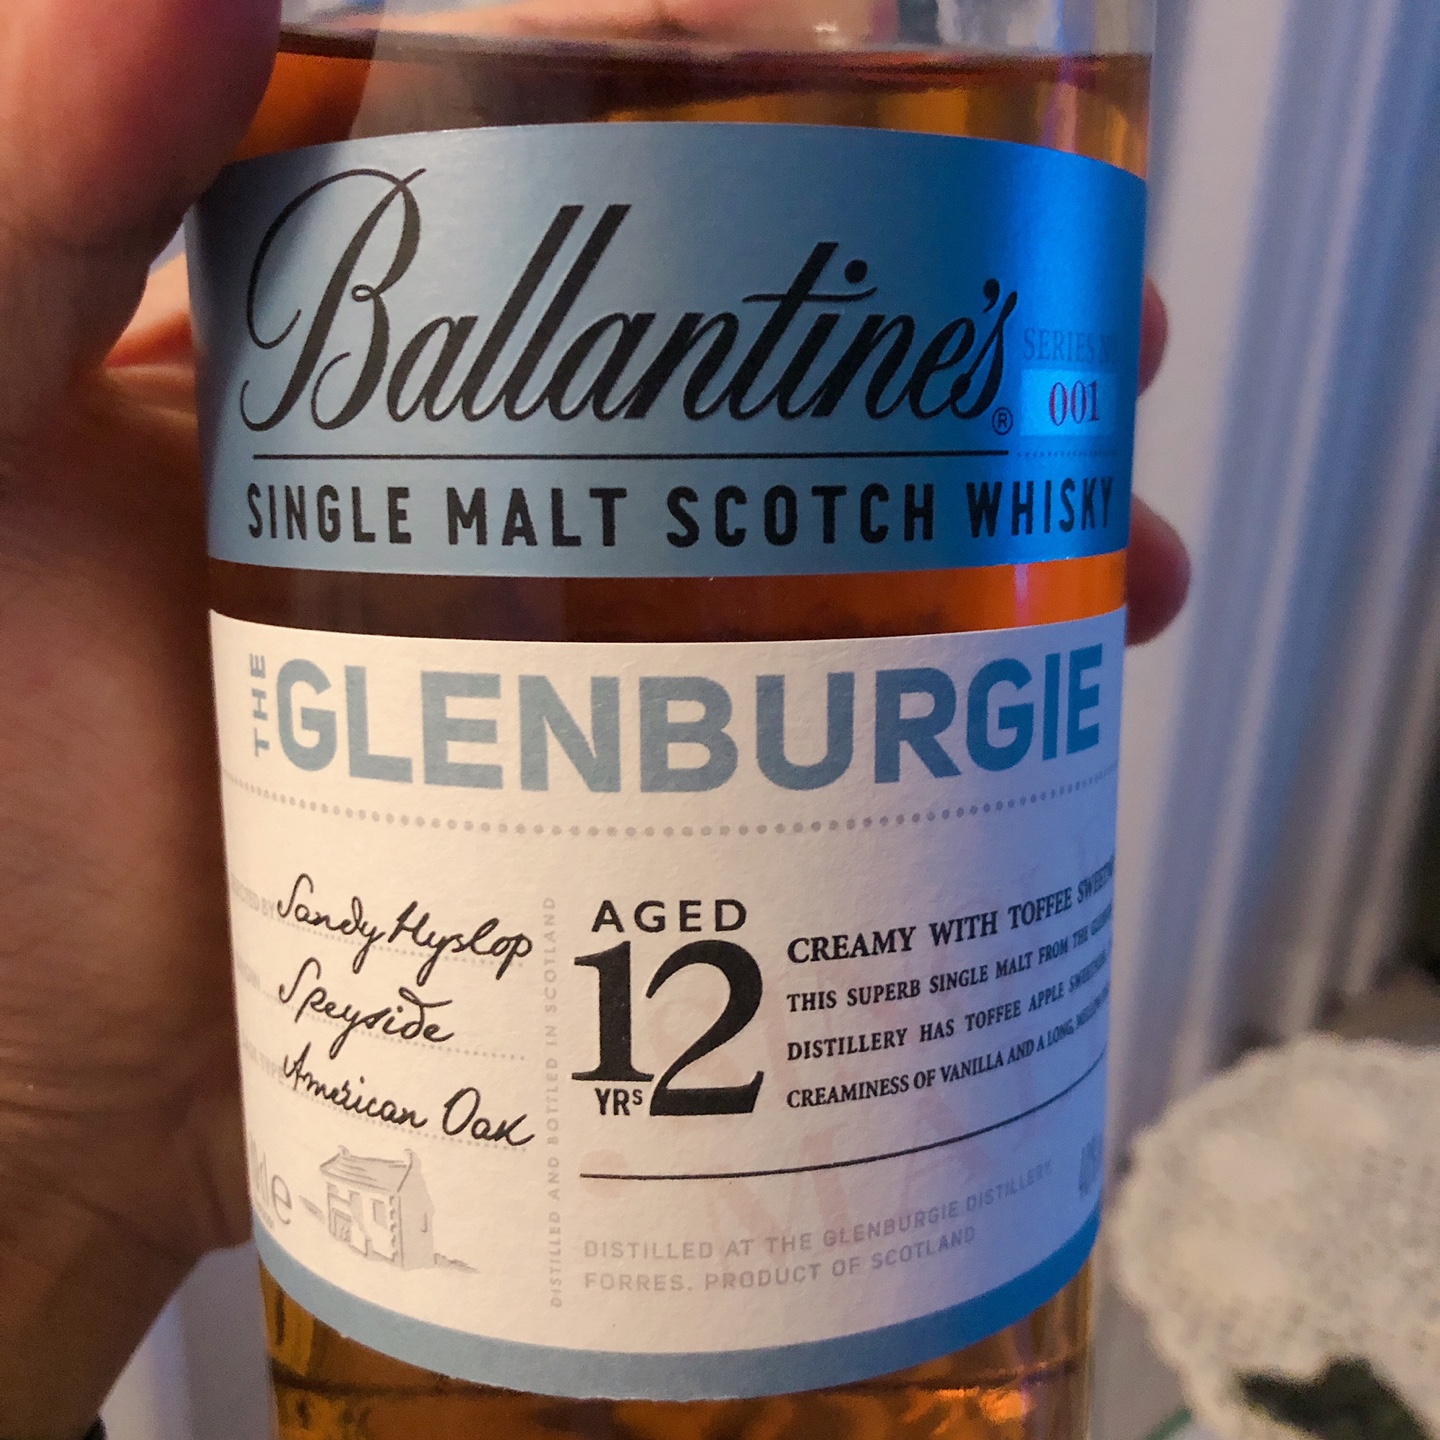 Ballantine's®
SERIES
001
SINGLE MALT SCOTCH WHISKY
THE GLENBURGIE
Sandy Hyslop
Speyside
American Oak
DISTILLED AND BOTTLED IN SCOTLAND
AGED
12
YRS
CREAMY WITH TOFFEE
THIS SUPERB SINGLE MALT FROM THE
DISTILLERY HAS TOFFEE APPLE
CREAMINESS OF VANILLA AND A LONG,
DISTILLED AT THE GLENBURGIE DISTILLERY
FORRES. PRODUCT OF SCOTLAND